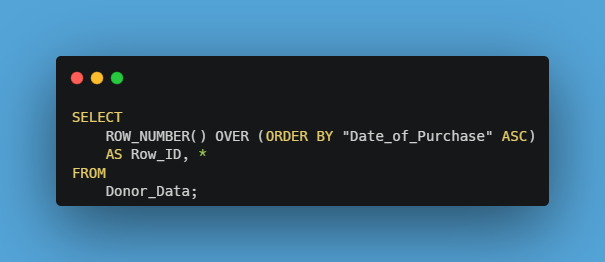 SELECT
    ROW_NUMBER() OVER (ORDER BY "Date_of_Purchase" ASC)
    AS Row_ID, *
FROM
    Donor_Data;